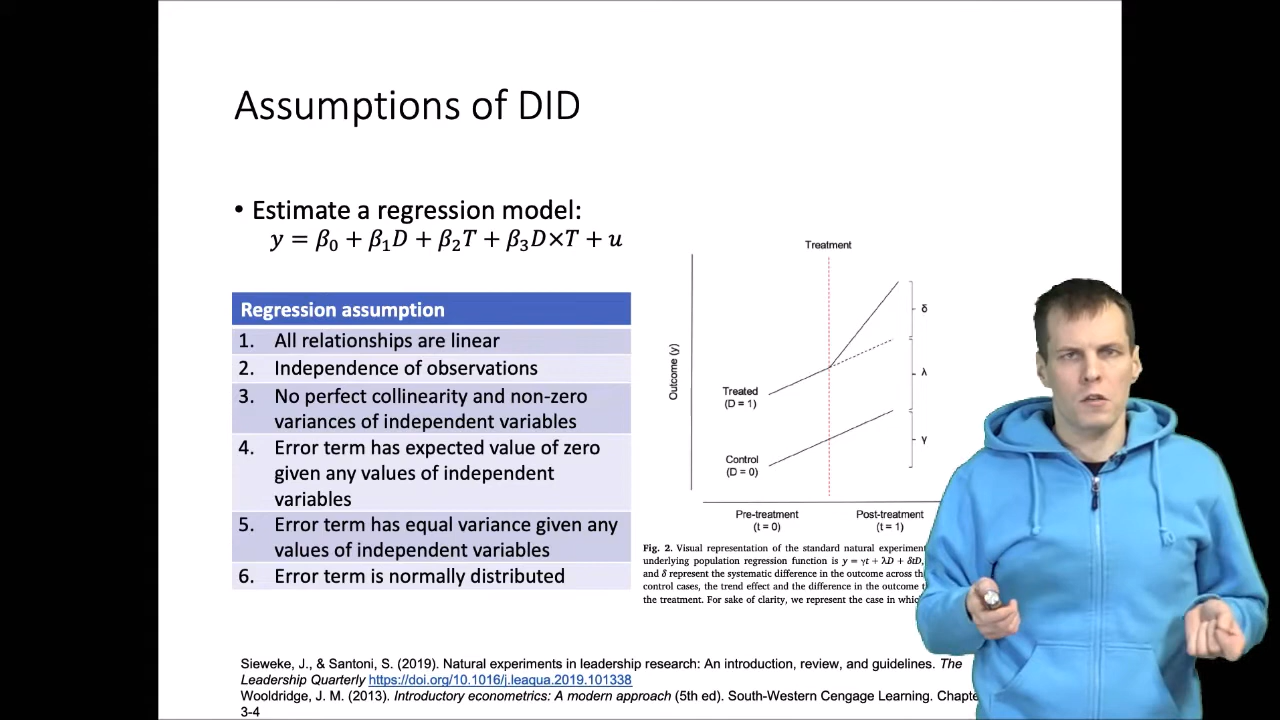 Assumptions of DID
• Estimate a regression model:
y = β₀ + β₁D + β₂T + β₃D×T + u
Regression assumption
1. All relationships are linear
2. Independence of observations
3. No perfect collinearity and non-zero
variances of independent variables
4. Error term has expected value of zero
given any values of independent
variables
5. Error term has equal variance given any
values of independent variables
6. Error term is normally distributed
Treatment
Outcome (y)
δ
λ
Treated
(D = 1)
γ
Control
(D = 0)
Pre-treatment
(t = 0)
Post-treatment
(t = 1)
Fig. 2. Visual representation of the standard natural experiment
underlying population regression function is y = γt + λD + δtD,
and δ represent the systematic difference in the outcome across th
control cases, the trend effect and the difference in the outcome
the treatment. For sake of clarity, we represent the case in whic
Sieweke, J., & Santoni, S. (2019). Natural experiments in leadership research: An introduction, review, and guidelines. The
Leadership Quarterly https://doi.org/10.1016/j.leaqua.2019.101338
Wooldridge, J. M. (2013). Introductory econometrics: A modern approach (5th ed). South-Western Cengage Learning. Chapte
3-4